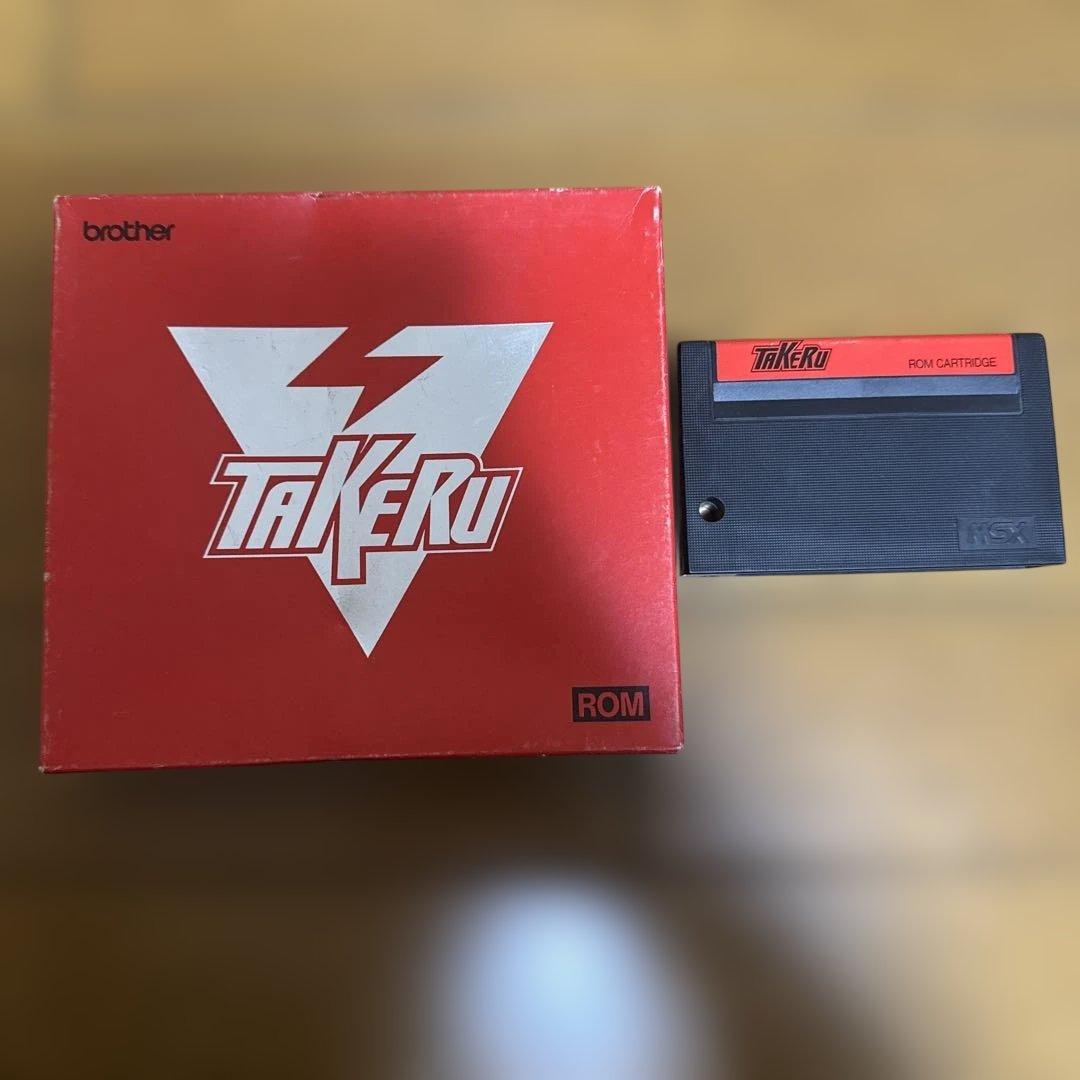 brother
TAKERU
ROM
TAKERU
ROM CARTRIDGE
MSX